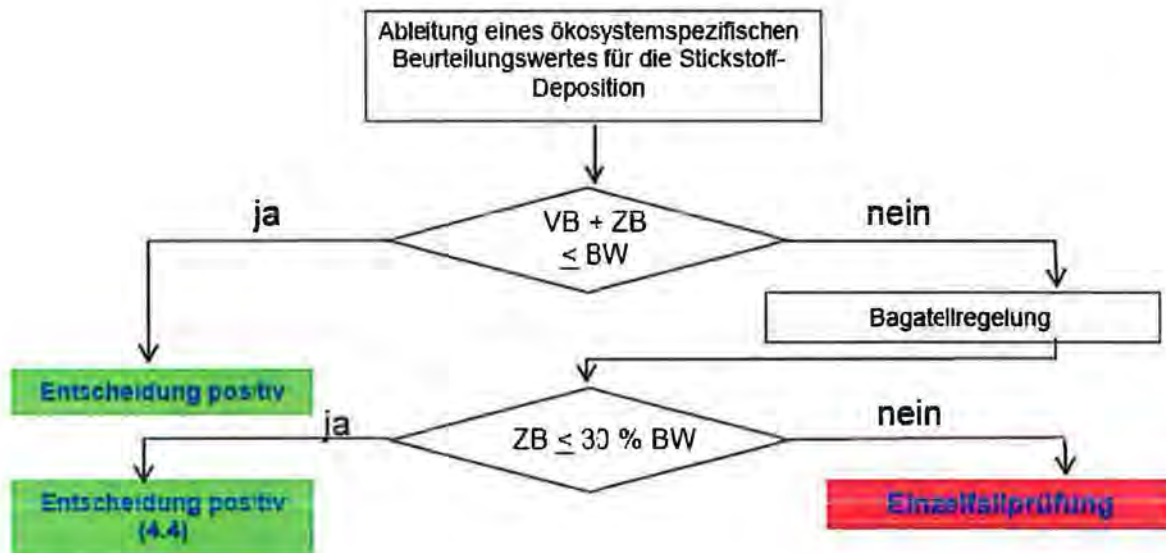 Ableitung eines ökosystemspezifischen
Beurteilungswertes für die Stickstoff-
Deposition
ja
VB + ZB
≤ BW
nein
Bagatellregelung
Entscheidung positiv
ja
ZB ≤ 30 % BW
nein
Entscheidung positiv
(4.4)
Einzelfallprüfung